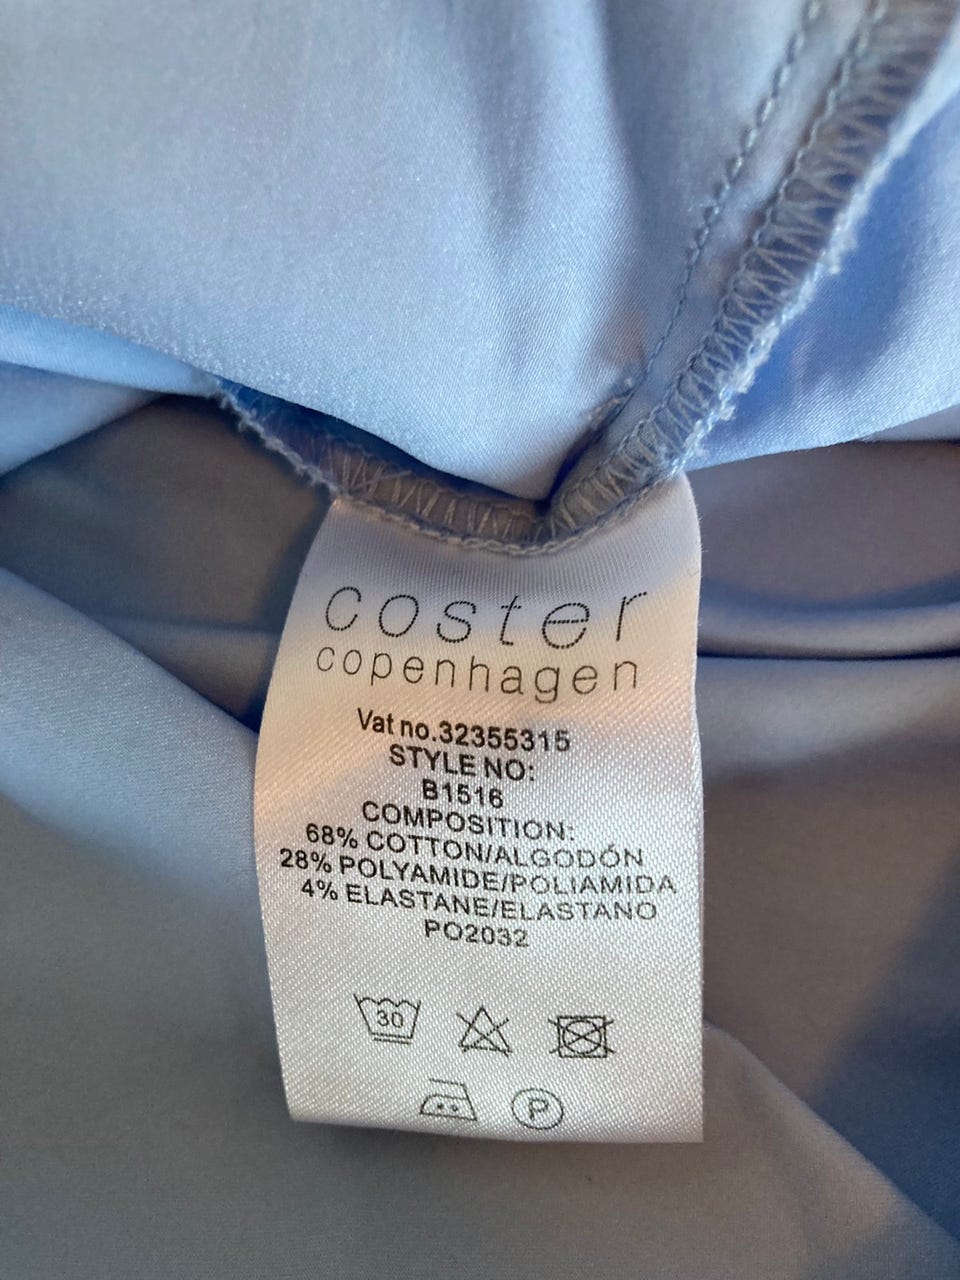 coster
copenhagen
Vat no.32355315
STYLE NO:
B1516
COMPOSITION:
68% COTTON/ALGODÓN
28% POLYAMIDE/POLIAMIDA
4% ELASTANE/ELASTANO
PO2032
30
P